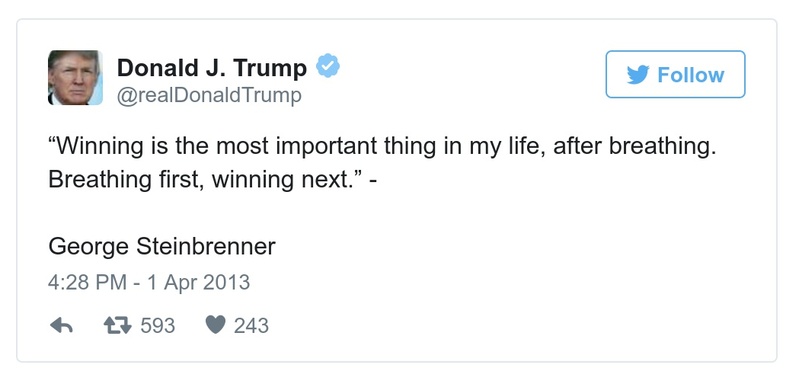 Donald J. Trump
@realDonaldTrump
Follow
“Winning is the most important thing in my life, after breathing.
Breathing first, winning next.” -
George Steinbrenner
4:28 PM - 1 Apr 2013
593 243